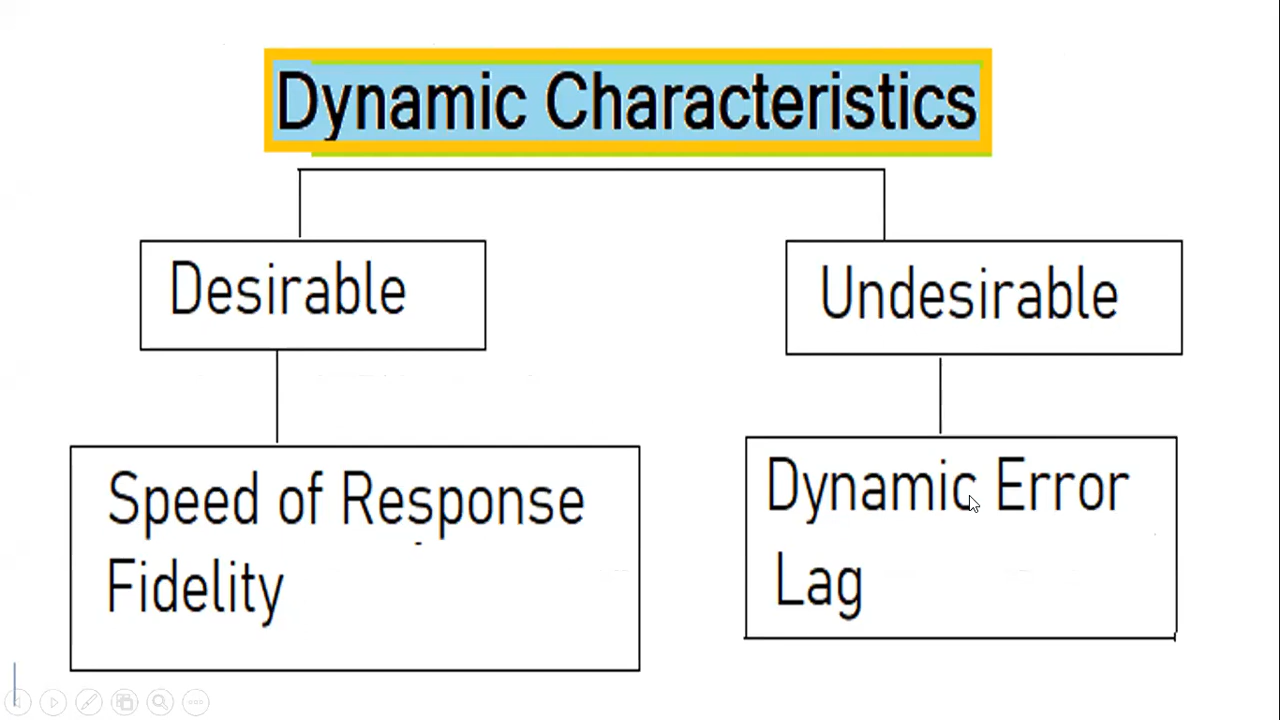 Dynamic Characteristics
Desirable
Undesirable
Speed of Response
Fidelity
Dynamic Error
Lag